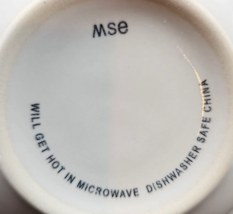 Mse
WILL GET HOT IN MICROWAVE DISHWASHER SAFE CHINA